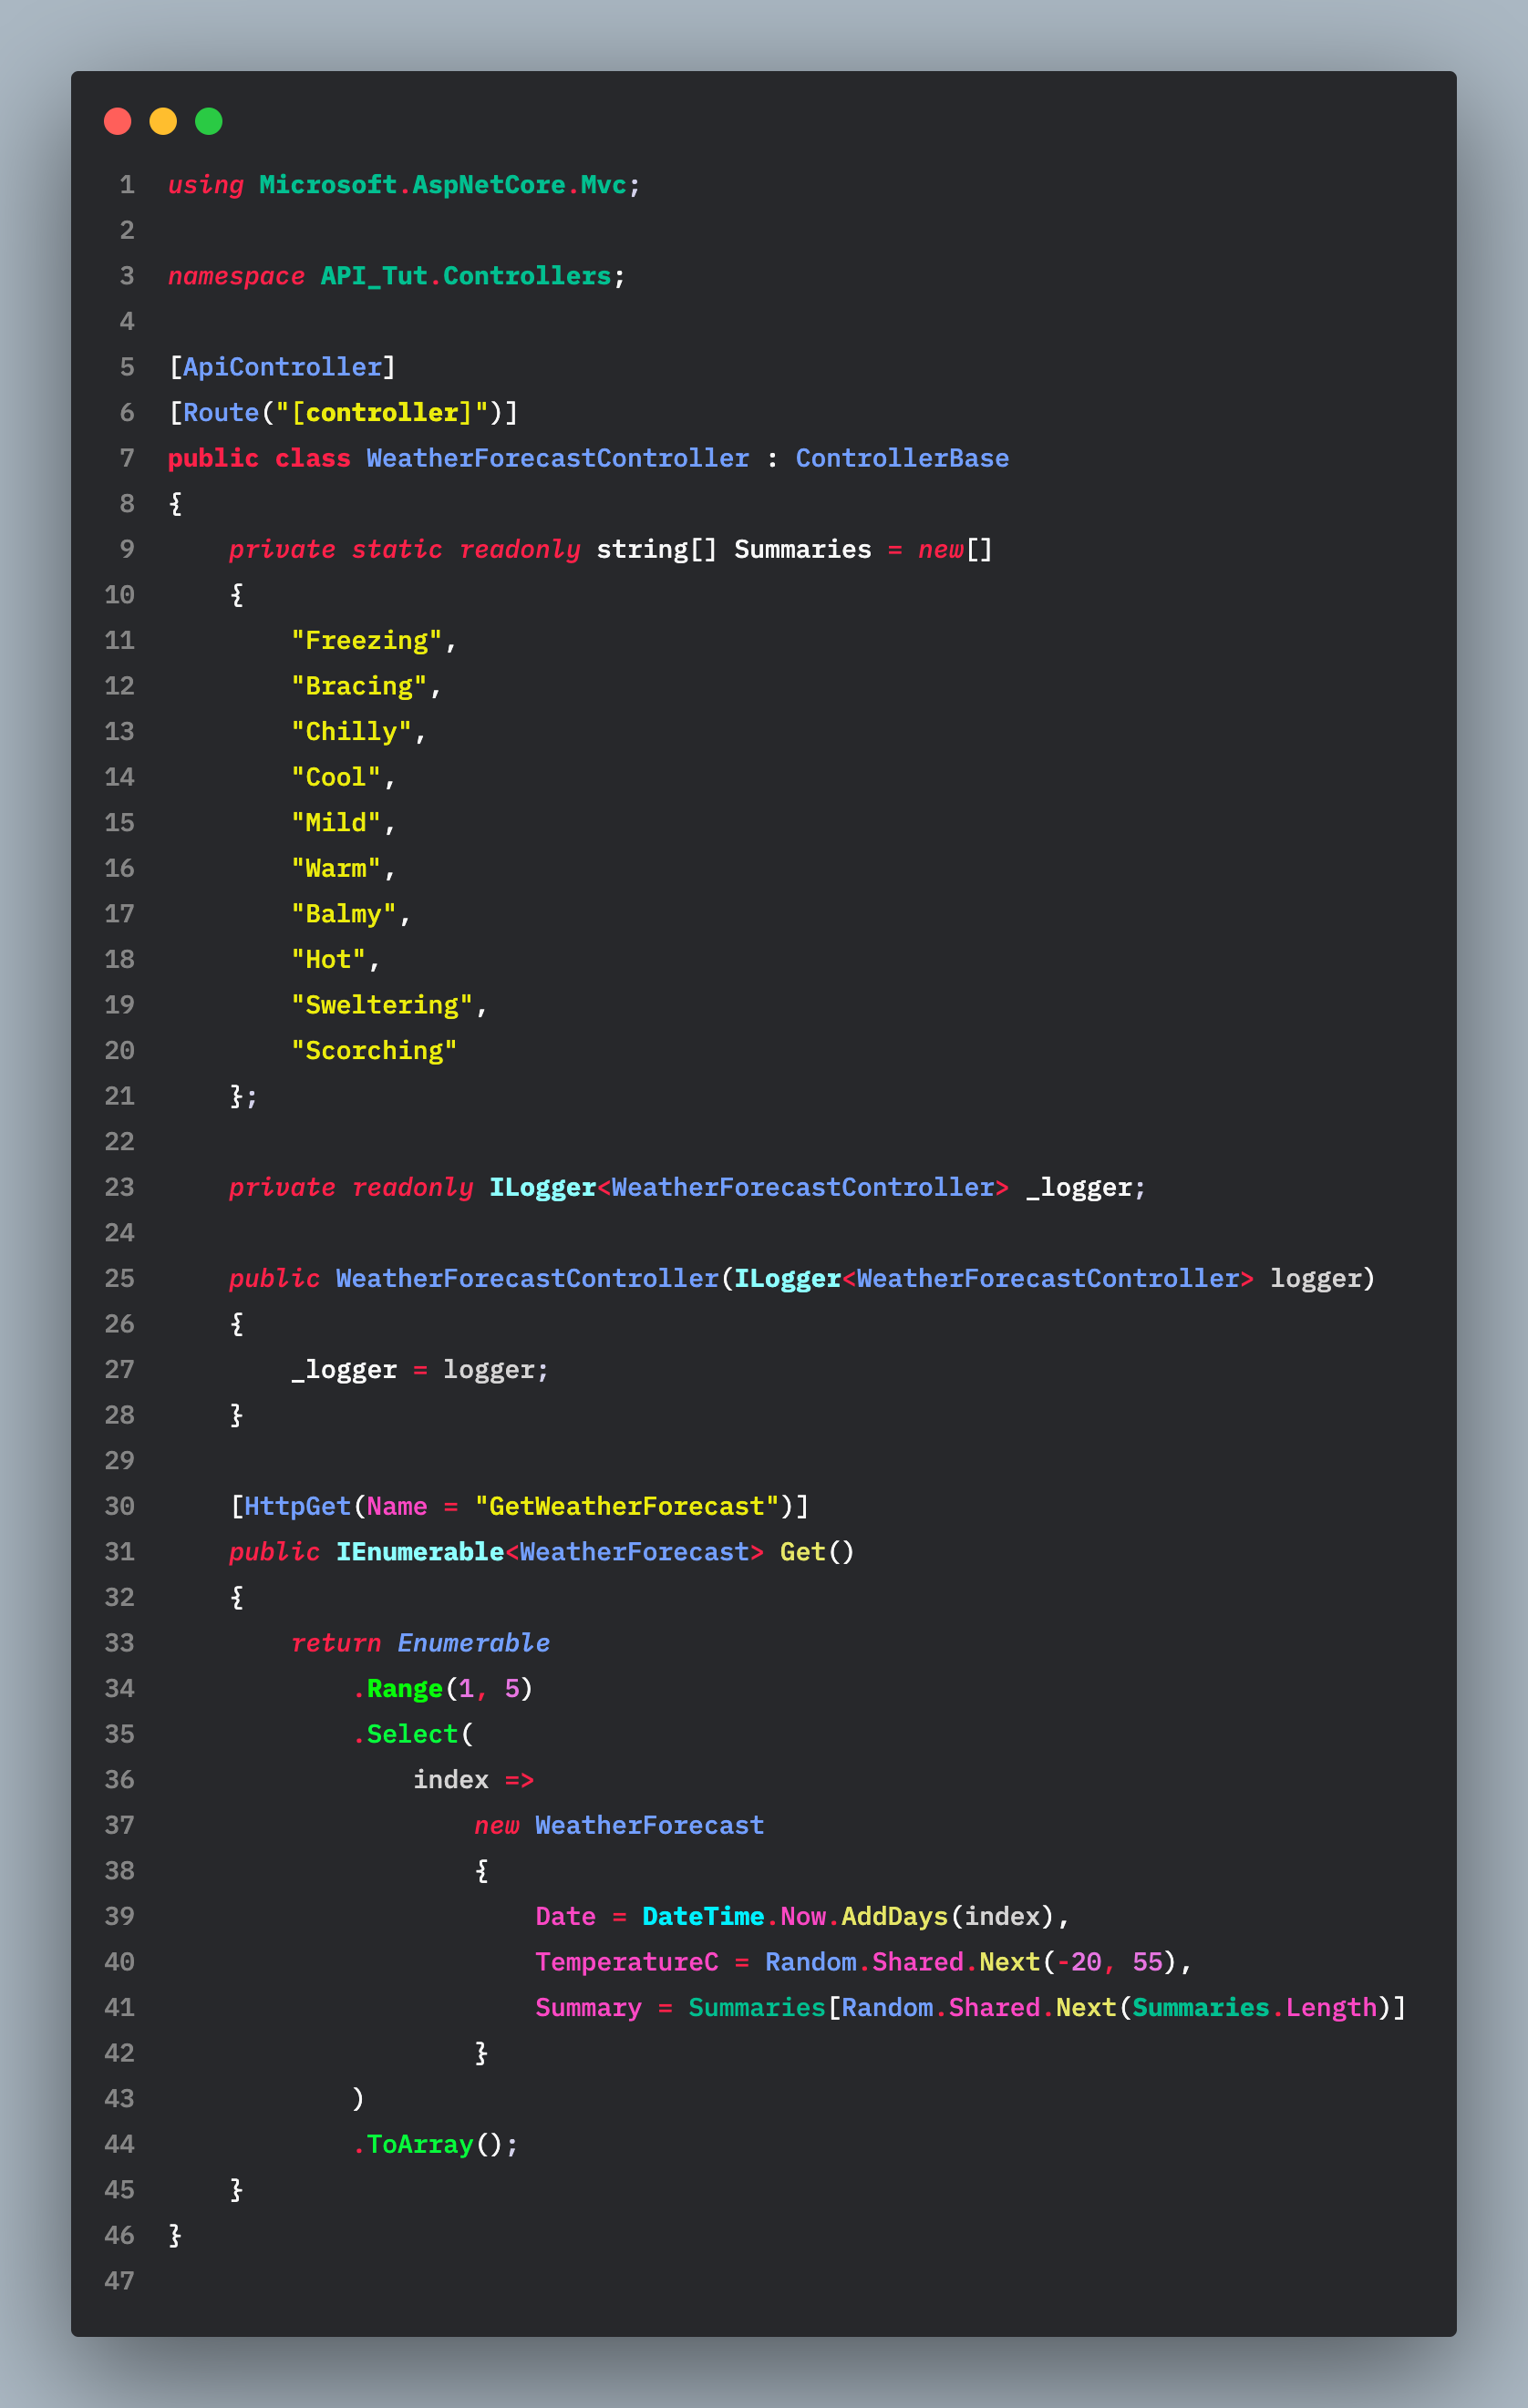 1 using Microsoft.AspNetCore.Mvc;
2
3 namespace API_Tut.Controllers;
4
5 [ApiController]
6 [Route("[controller]")]
7 public class WeatherForecastController : ControllerBase
8 {
9     private static readonly string[] Summaries = new[]
10     {
11         "Freezing",
12         "Bracing",
13         "Chilly",
14         "Cool",
15         "Mild",
16         "Warm",
17         "Balmy",
18         "Hot",
19         "Sweltering",
20         "Scorching"
21     };
22
23     private readonly ILogger<WeatherForecastController> _logger;
24
25     public WeatherForecastController(ILogger<WeatherForecastController> logger)
26     {
27         _logger = logger;
28     }
29
30     [HttpGet(Name = "GetWeatherForecast")]
31     public IEnumerable<WeatherForecast> Get()
32     {
33         return Enumerable
34             .Range(1, 5)
35             .Select(
36                 index =>
37                     new WeatherForecast
38                     {
39                         Date = DateTime.Now.AddDays(index),
40                         TemperatureC = Random.Shared.Next(-20, 55),
41                         Summary = Summaries[Random.Shared.Next(Summaries.Length)]
42                     }
43             )
44             .ToArray();
45     }
46 }
47